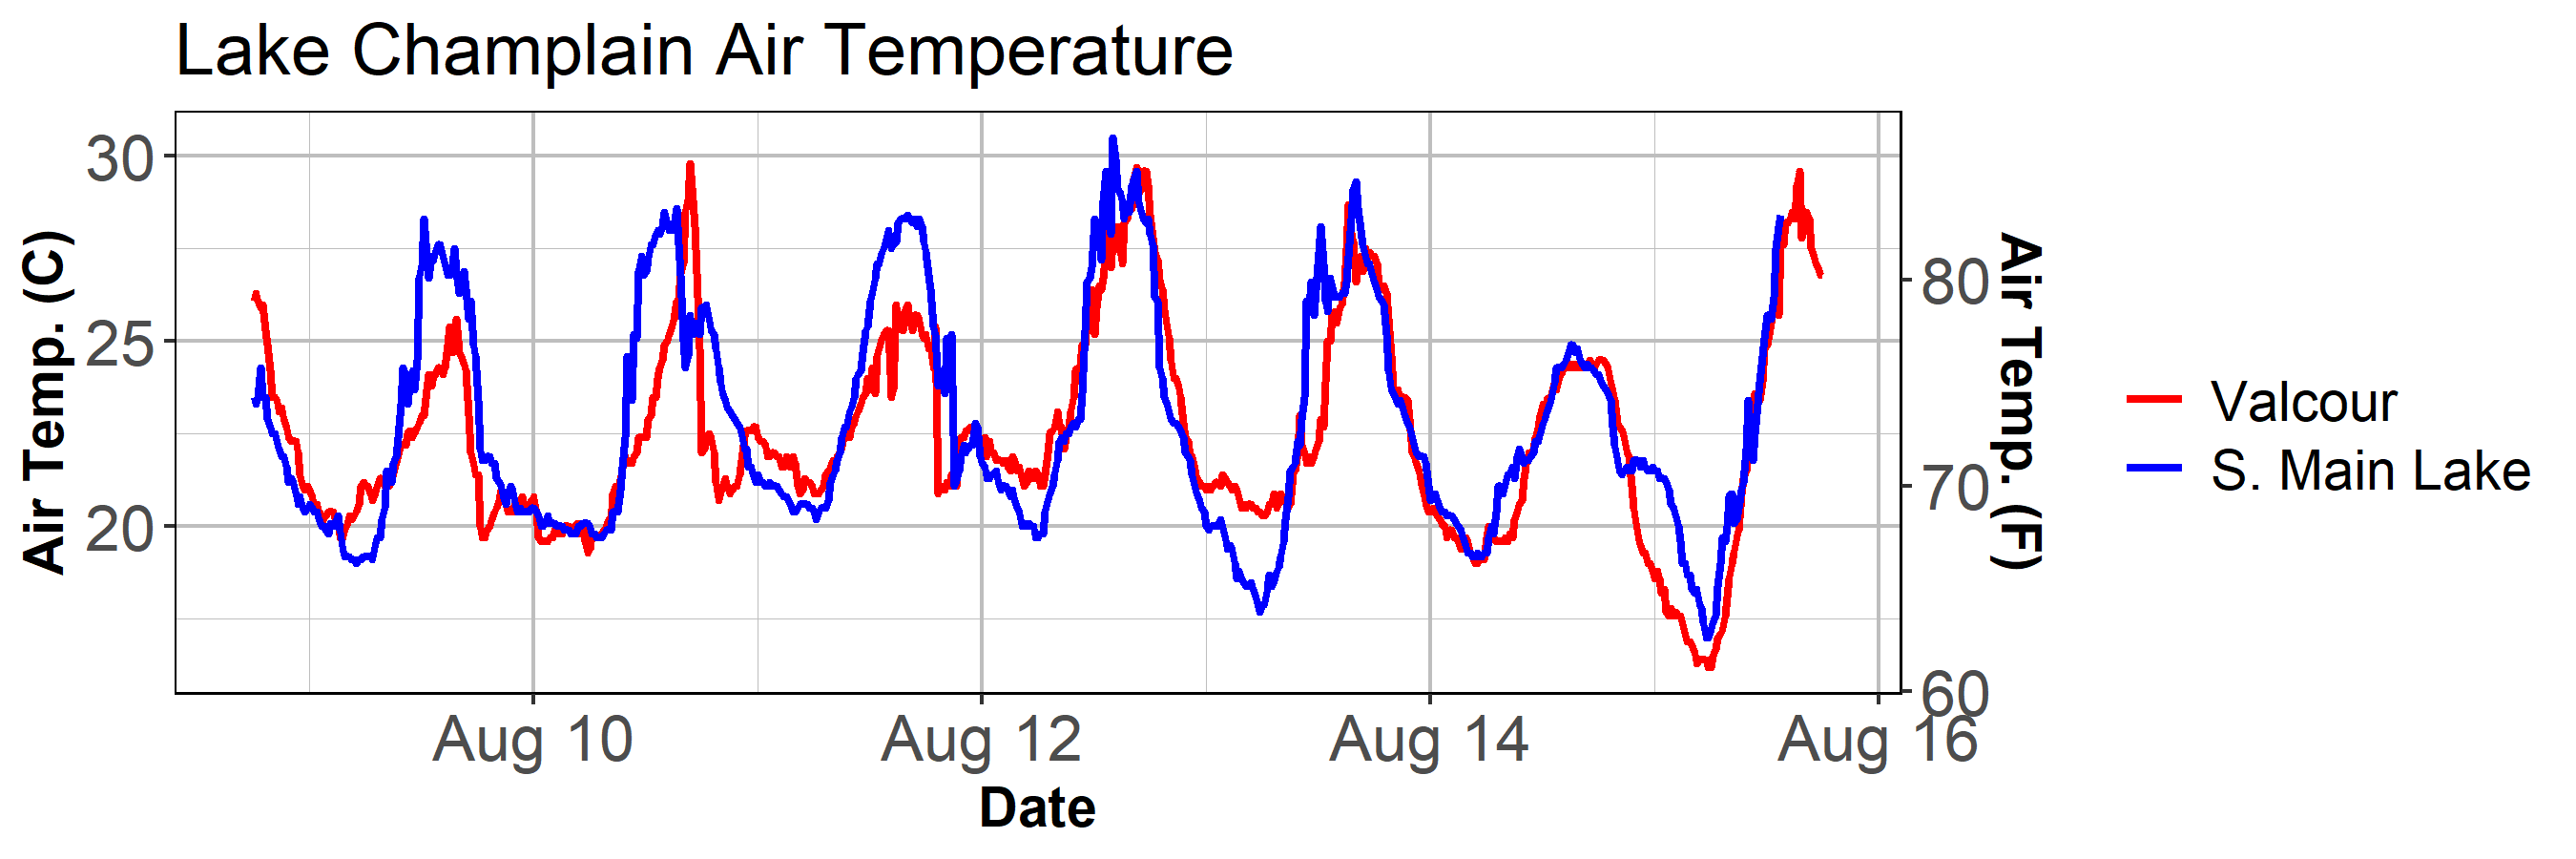 Lake Champlain Air Temperature
Air Temp. (C)
30
25
20
Air Temp. (F)
80
70
60
Aug 10
Aug 12
Aug 14
Aug 16
Date
Valcour
S. Main Lake